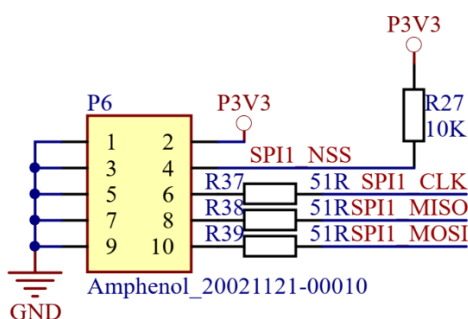 P3V3
P6
P3V3
R27
10K
1 2
3 4
SPI1_NSS
5 6
R37 51R SPI1_CLK
7 8
R38 51R SPI1_MISO
9 10
R39 51R SPI1_MOSI
Amphenol_20021121-00010
GND